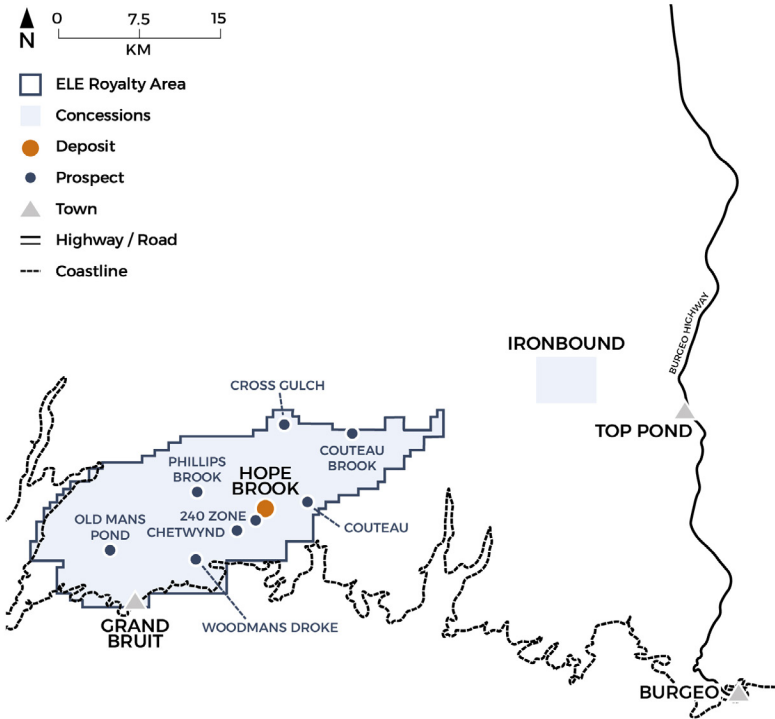 0 7.5 15
N
KM
ELE Royalty Area
Concessions
Deposit
Prospect
Town
Highway / Road
Coastline
BURGEO HIGHWAY
IRONBOUND
TOP POND
CROSS GULCH
COUTEAU
BROOK
PHILLIPS
BROOK
HOPE
BROOK
OLD MANS
POND
240 ZONE
CHETWYND
COUTEAU
WOODMANS DROKE
GRAND
BRUIT
BURGEO